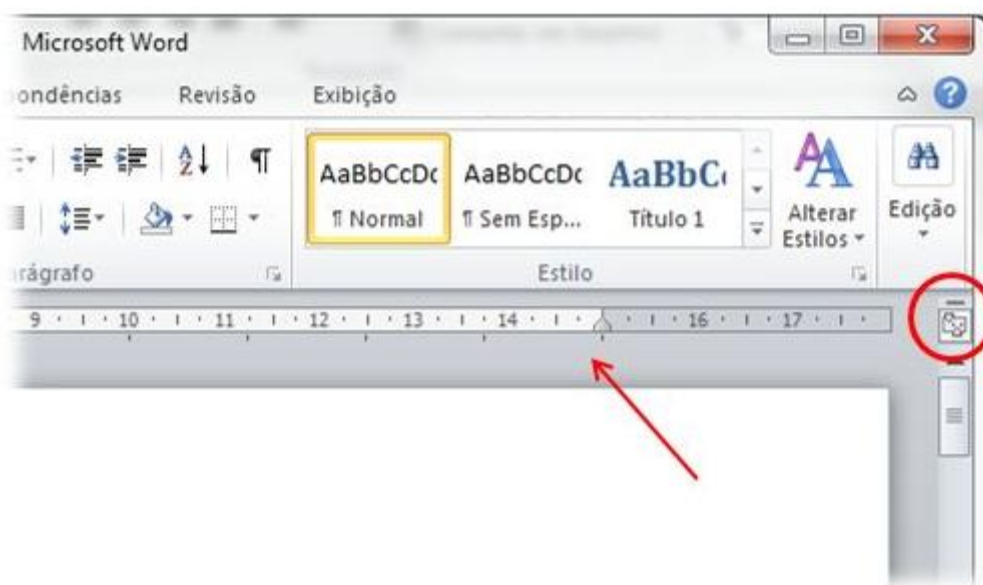 Microsoft Word
ondências Revisão Exibição
AaBbCcDc AaBbCcDc AaBbC
¶ Normal ¶ Sem Esp... Título 1
Alterar Estilos
Edição
rágrafo Estilo
9 10 11 12 13 14 16 17